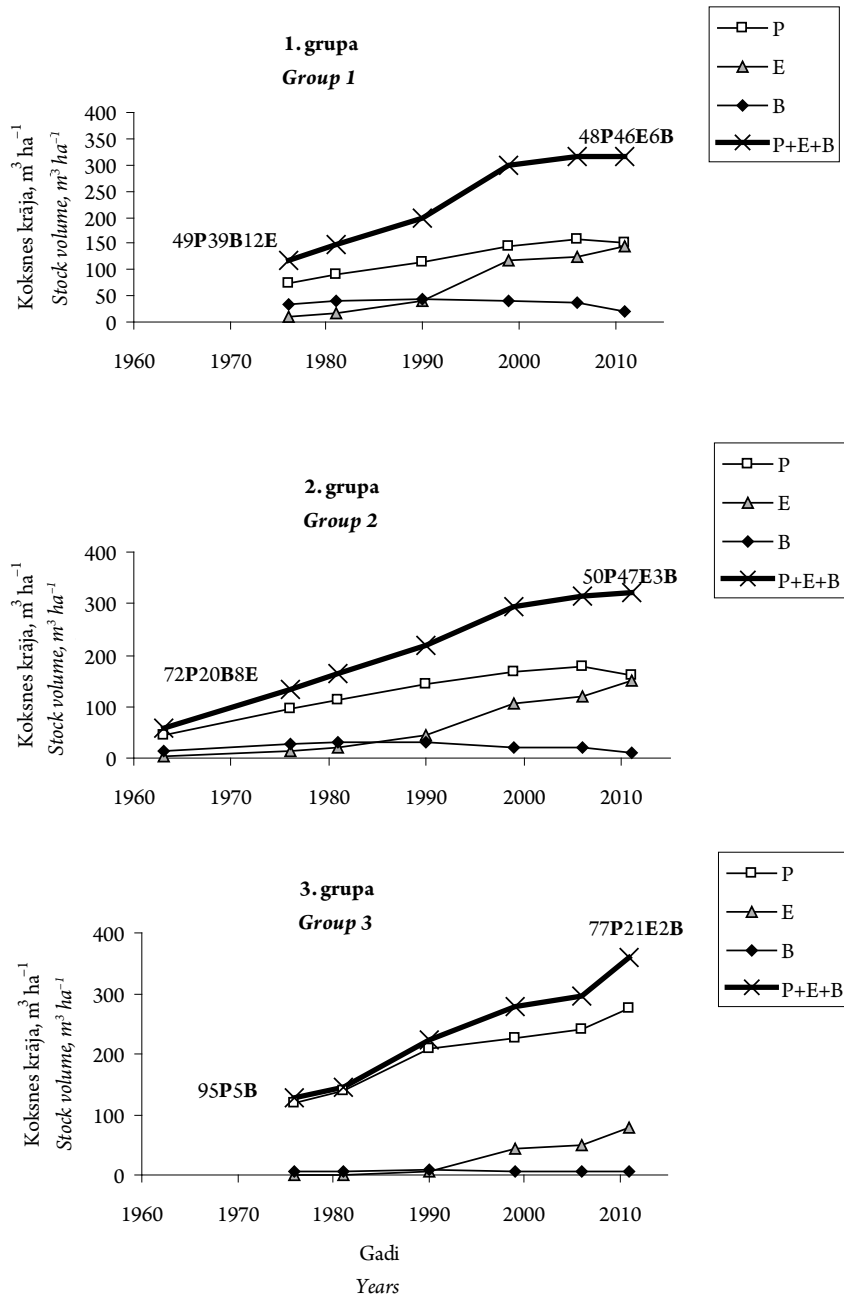 1. grupa
Group 1
P
E
B
P+E+B
Koksnes krāja, m³ ha⁻¹
Stock volume, m³ ha⁻¹
400
350
300
250
200
150
100
50
0
49P39B12E
48P46E6B
1960 1970 1980 1990 2000 2010
2. grupa
Group 2
P
E
B
P+E+B
Koksnes krāja, m³ ha⁻¹
Stock volume, m³ ha⁻¹
400
300
200
100
0
72P20B8E
50P47E3B
1960 1970 1980 1990 2000 2010
3. grupa
Group 3
P
E
B
P+E+B
Koksnes krāja, m³ ha⁻¹
Stock volume, m³ ha⁻¹
400
300
200
100
0
95P5B
77P21E2B
1960 1970 1980 1990 2000 2010
Gadi
Years